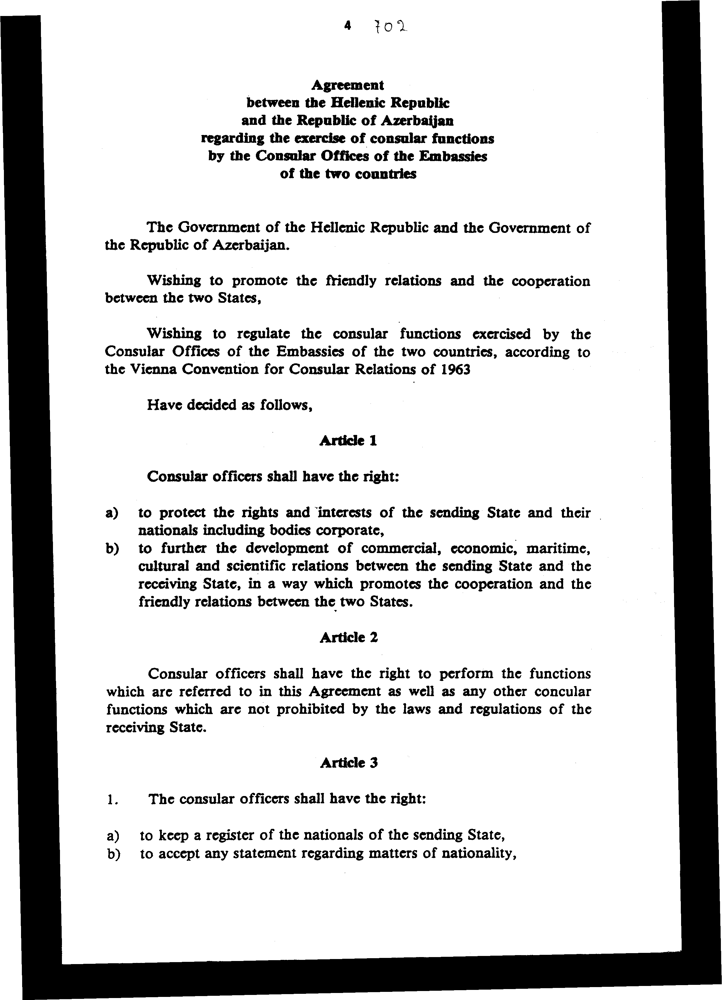 4 702
Agreement
between the Hellenic Republic
and the Republic of Azerbaijan
regarding the exercise of consular functions
by the Consular Offices of the Embassies
of the two countries
The Government of the Hellenic Republic and the Government of
the Republic of Azerbaijan.
Wishing to promote the friendly relations and the cooperation
between the two States,
Wishing to regulate the consular functions exercised by the
Consular Offices of the Embassies of the two countries, according to
the Vienna Convention for Consular Relations of 1963
Have decided as follows,
Article 1
Consular officers shall have the right:
a) to protect the rights and interests of the sending State and their
nationals including bodies corporate,
b) to further the development of commercial, economic, maritime,
cultural and scientific relations between the sending State and the
receiving State, in a way which promotes the cooperation and the
friendly relations between the two States.
Article 2
Consular officers shall have the right to perform the functions
which are referred to in this Agreement as well as any other concular
functions which are not prohibited by the laws and regulations of the
receiving State.
Article 3
1. The consular officers shall have the right:
a) to keep a register of the nationals of the sending State,
b) to accept any statement regarding matters of nationality,